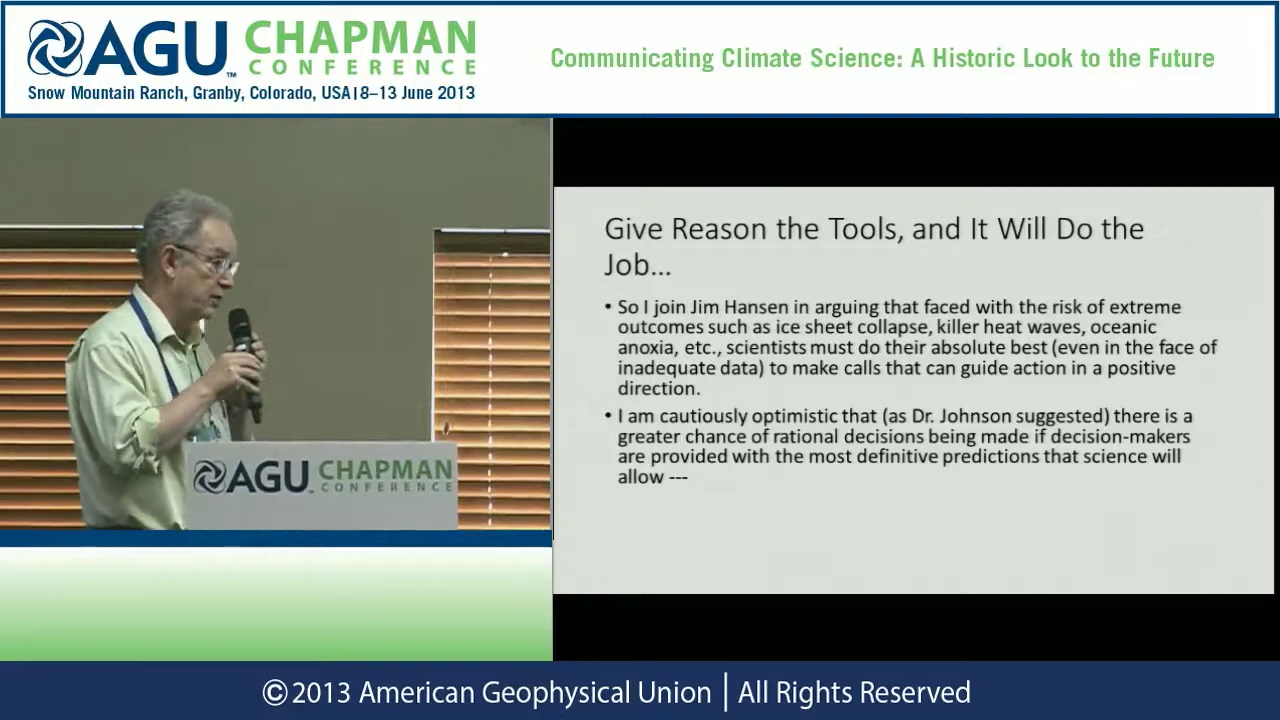 AGU™ CHAPMAN
CONFERENCE
Snow Mountain Ranch, Granby, Colorado, USA|8–13 June 2013
Communicating Climate Science: A Historic Look to the Future
Give Reason the Tools, and It Will Do the
Job…
• So I join Jim Hansen in arguing that faced with the risk of extreme
outcomes such as ice sheet collapse, killer heat waves, oceanic
anoxia, etc., scientists must do their absolute best (even in the face of
inadequate data) to make calls that can guide action in a positive
direction.
• I am cautiously optimistic that (as Dr. Johnson suggested) there is a
greater chance of rational decisions being made if decision-makers
are provided with the most definitive predictions that science will
allow ---
AGU CHAPMAN
CONFERENCE
©2013 American Geophysical Union | All Rights Reserved